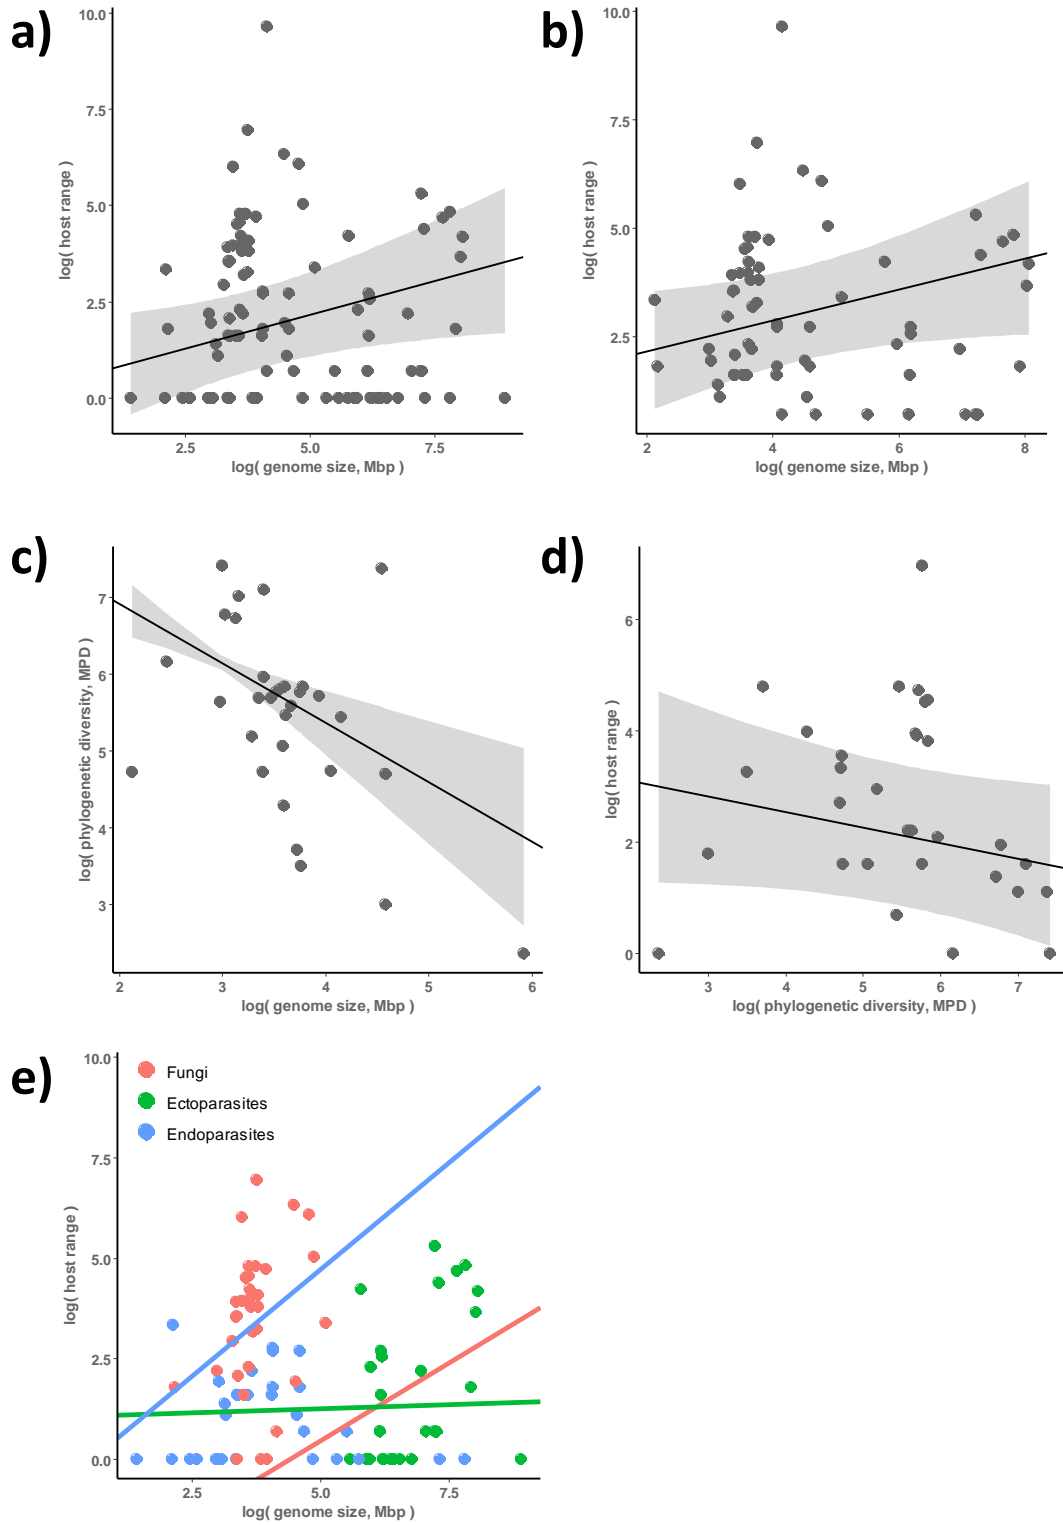 a)
10.0
7.5
5.0
2.5
0.0
log( host range )
2.5 5.0 7.5
log( genome size, Mbp )
b)
10.0
7.5
5.0
2.5
log( host range )
2 4 6 8
log( genome size, Mbp )
c)
7
6
5
4
3
log( phylogenetic diversity, MPD )
2 3 4 5 6
log( genome size, Mbp )
d)
6
4
2
0
log( host range )
3 4 5 6 7
log( phylogenetic diversity, MPD )
e)
10.0
7.5
5.0
2.5
0.0
log( host range )
Fungi
Ectoparasites
Endoparasites
2.5 5.0 7.5
log( genome size, Mbp )